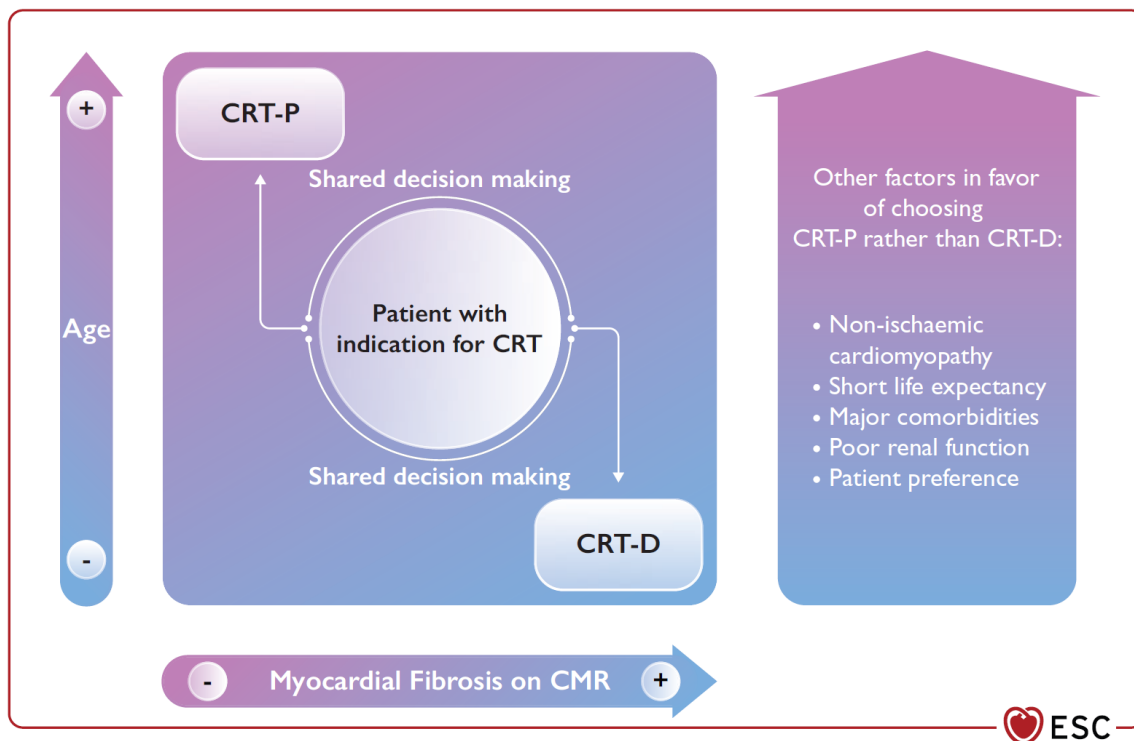 +
CRT-P
Shared decision making
Age
Patient with
indication for CRT
Shared decision making
CRT-D
-
Other factors in favor
of choosing
CRT-P rather than CRT-D:
• Non-ischaemic
cardiomyopathy
• Short life expectancy
• Major comorbidities
• Poor renal function
• Patient preference
- Myocardial Fibrosis on CMR +
ESC